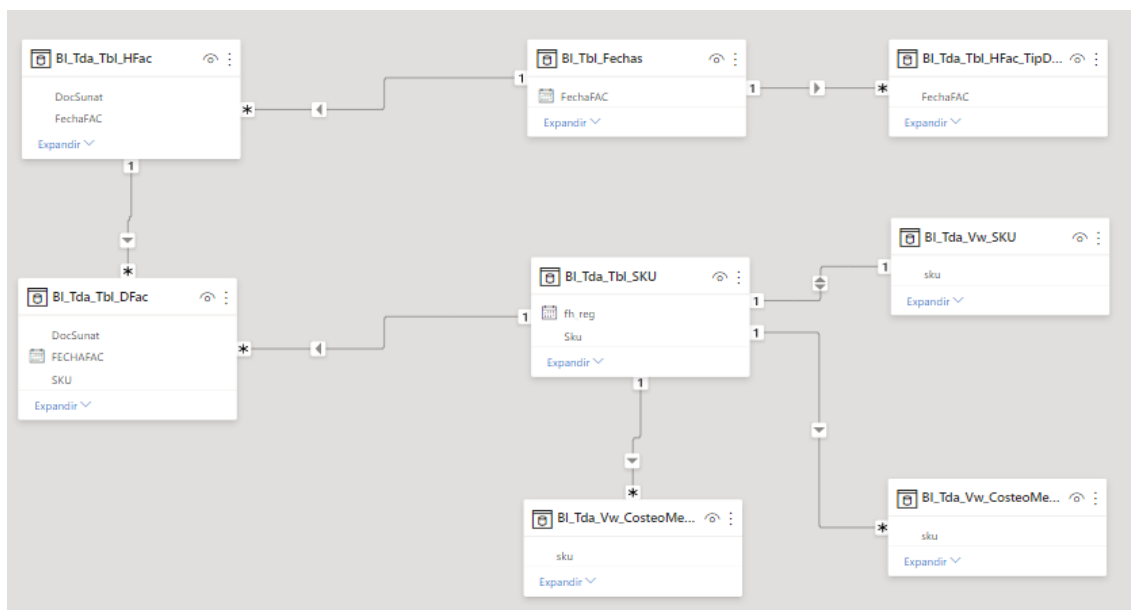 BI_Tda_Tbl_HFac
DocSunat
FechaFAC
Expandir
BI_Tbl_Fechas
FechaFAC
Expandir
BI_Tda_Tbl_HFac_TipD...
FechaFAC
Expandir
1
*
1
*
1
*
BI_Tda_Tbl_DFac
DocSunat
FECHAFAC
SKU
Expandir
BI_Tda_Tbl_SKU
fh_reg
Sku
Expandir
BI_Tda_Vw_SKU
sku
Expandir
1
*
1
1
1
*
1
*
BI_Tda_Vw_CosteoMe...
sku
Expandir
BI_Tda_Vw_CosteoMe...
sku
Expandir